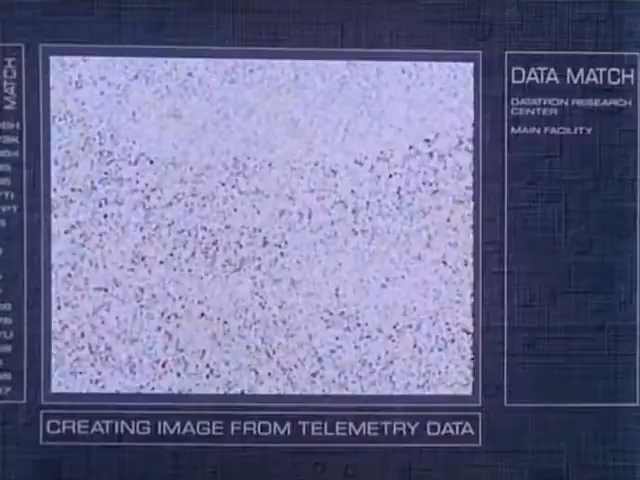 MATCH
DATA MATCH
DATATRON RESEARCH
CENTER
MAIN FACILITY
CREATING IMAGE FROM TELEMETRY DATA